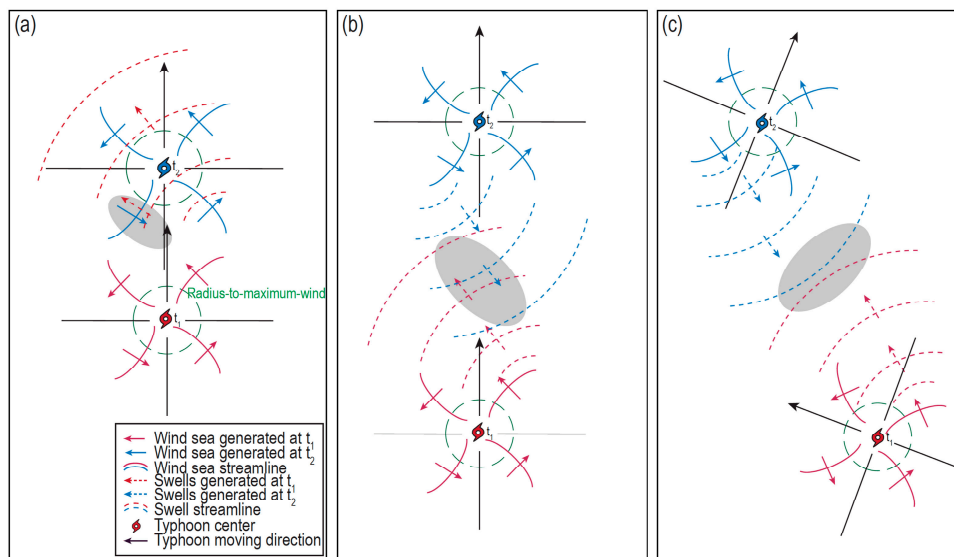 (a)
t2
Radius-to-maximum-wind
t1
Wind sea generated at t1
Wind sea generated at t2
Wind sea streamline
Swells generated at t1
Swells generated at t2
Swell streamline
Typhoon center
Typhoon moving direction
(b)
t2
t1
(c)
t2
t1